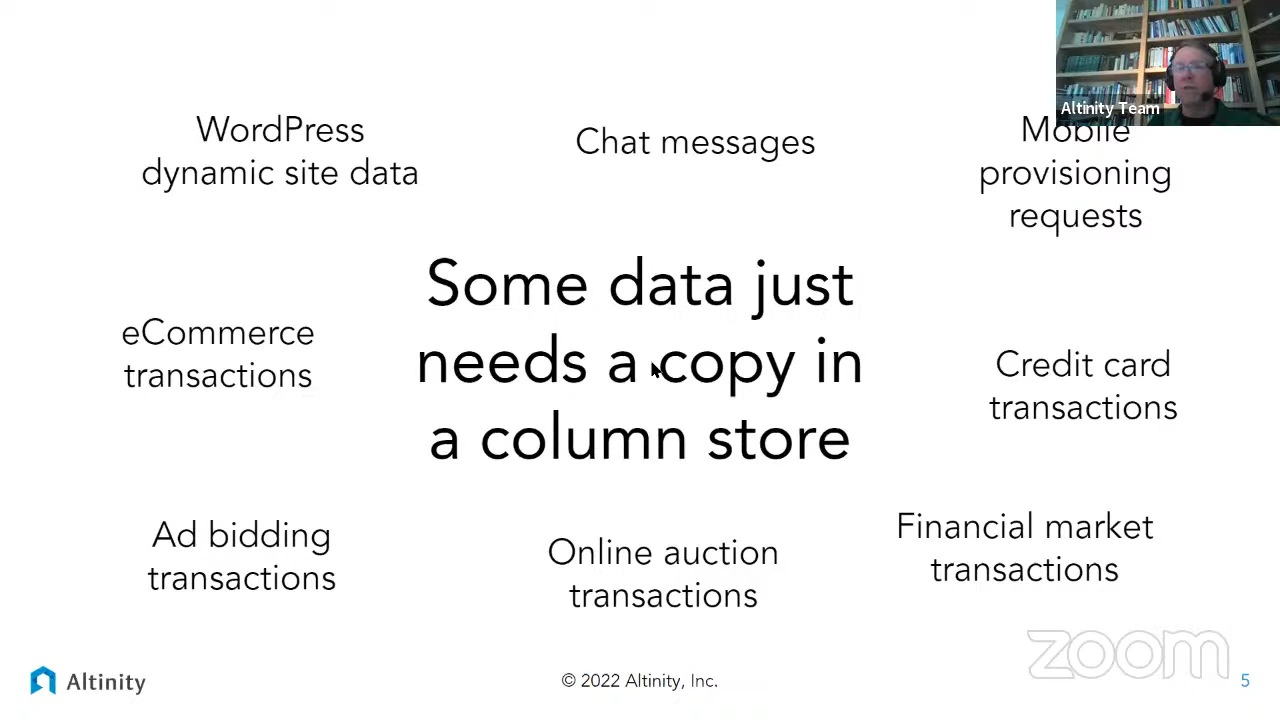 Altinity Team
WordPress
dynamic site data
Chat messages
Mobile
provisioning
requests
Some data just
needs a copy in
a column store
eCommerce
transactions
Credit card
transactions
Ad bidding
transactions
Online auction
transactions
Financial market
transactions
zoom
Altinity
© 2022 Altinity, Inc.
5